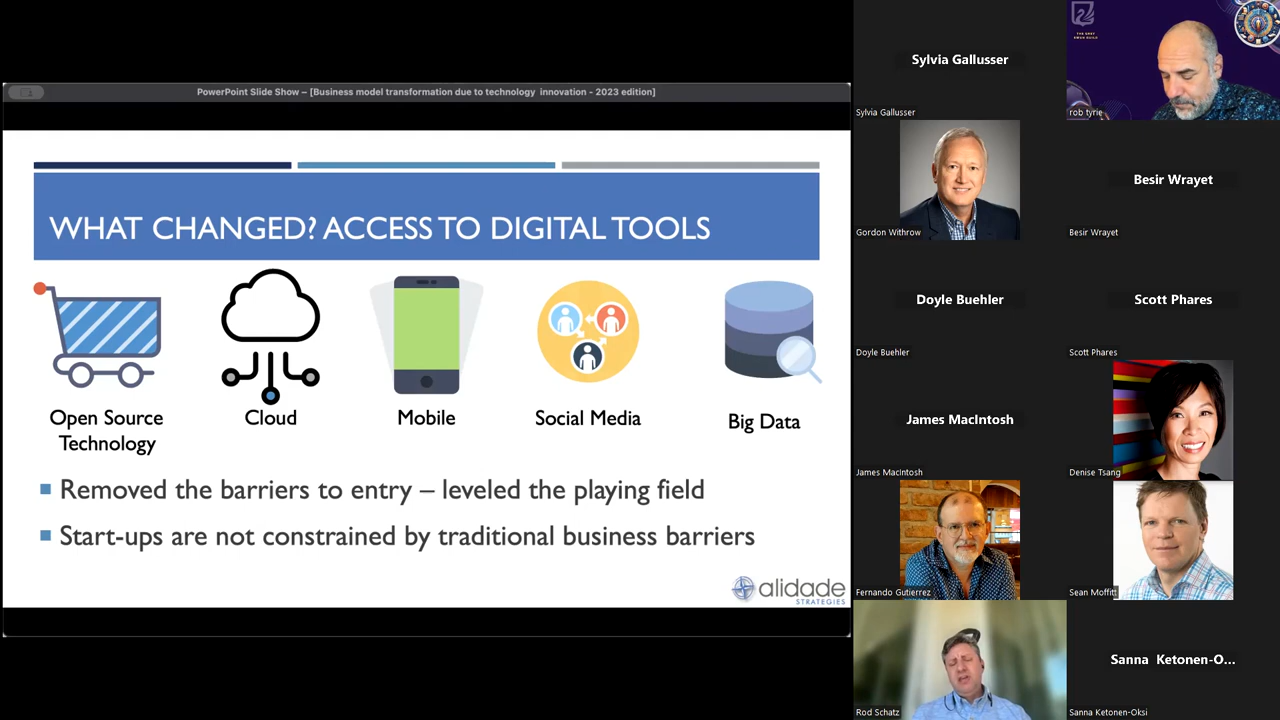 PowerPoint Slide Show – [Business model transformation due to technology innovation - 2023 edition]
WHAT CHANGED? ACCESS TO DIGITAL TOOLS
Open Source
Technology
Cloud
Mobile
Social Media
Big Data
Removed the barriers to entry – leveled the playing field
Start-ups are not constrained by traditional business barriers
alidade
STRATEGIES
Sylvia Gallusser
Sylvia Gallusser
THE GREY
SWAN GUILD
rob tyrie
Gordon Withrow
Besir Wrayet
Besir Wrayet
Doyle Buehler
Doyle Buehler
Scott Phares
Scott Phares
James MacIntosh
James MacIntosh
Denise Tsang
Fernando Gutierrez
Sean Moffitt
Rod Schatz
Sanna Ketonen-O...
Sanna Ketonen-Oksi